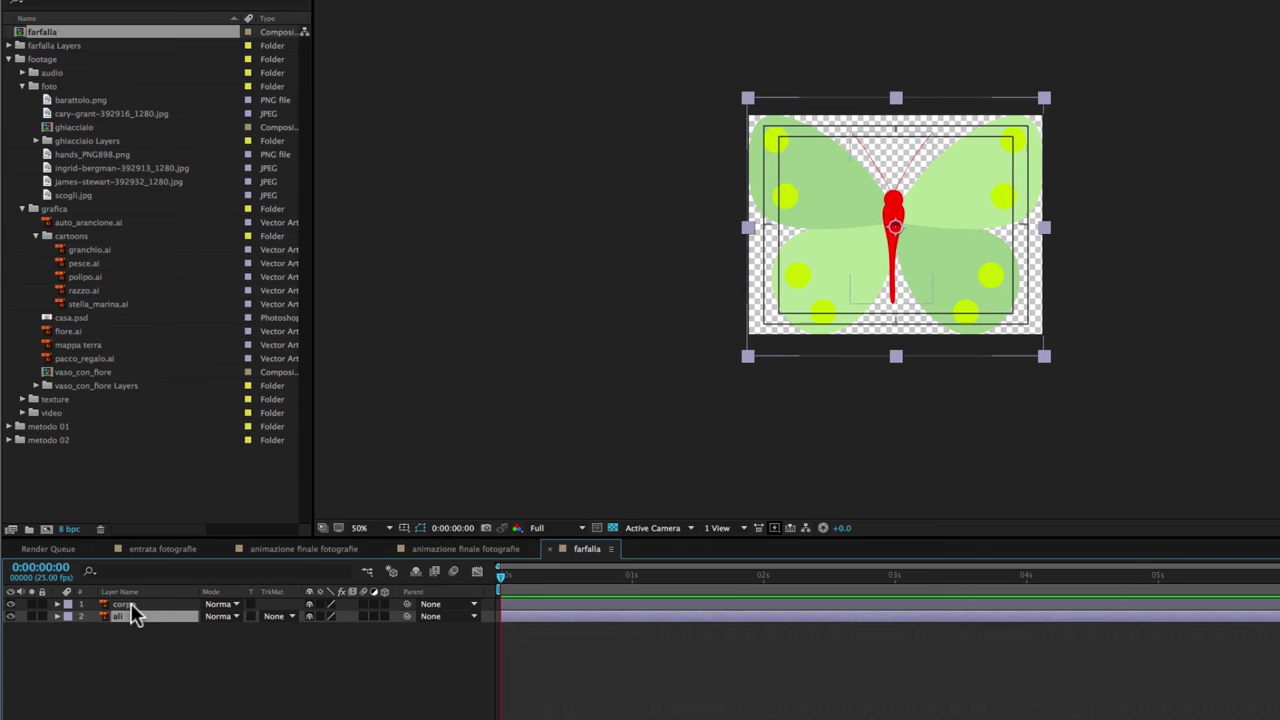 Name Type
farfalla Composi...
farfalla Layers Folder
footage Folder
audio Folder
foto Folder
barattolo.png PNG file
cary-grant-392916_1280.jpg JPEG
ghiacciaio Composi...
ghiacciaio Layers Folder
hands_PNG898.png PNG file
ingrid-bergman-392913_1280.jpg JPEG
james-stewart-392932_1280.jpg JPEG
scogli.jpg JPEG
grafica Folder
auto_arancione.ai Vector Art
cartoons Folder
granchio.ai Vector Art
pesce.ai Vector Art
polipo.ai Vector Art
razzo.ai Vector Art
stella_marina.ai Vector Art
casa.psd Photoshop
fiore.ai Vector Art
mappa terra Vector Art
pacco_regalo.ai Vector Art
vaso_con_fiore Composi...
vaso_con_fiore Layers Folder
texture Folder
video Folder
metodo 01 Folder
metodo 02 Folder
8 bpc
50% 0:00:00:00 Full Active Camera 1 View +0.0
Render Queue entrata fotografie animazione finale fotografie animazione finale fotografie farfalla
0:00:00:00
00000 (25.00 fps)
01s 02s 03s 04s 05s
# Layer Name Mode T TrkMat Parent
1 corpo Norma None
2 ali Norma None None